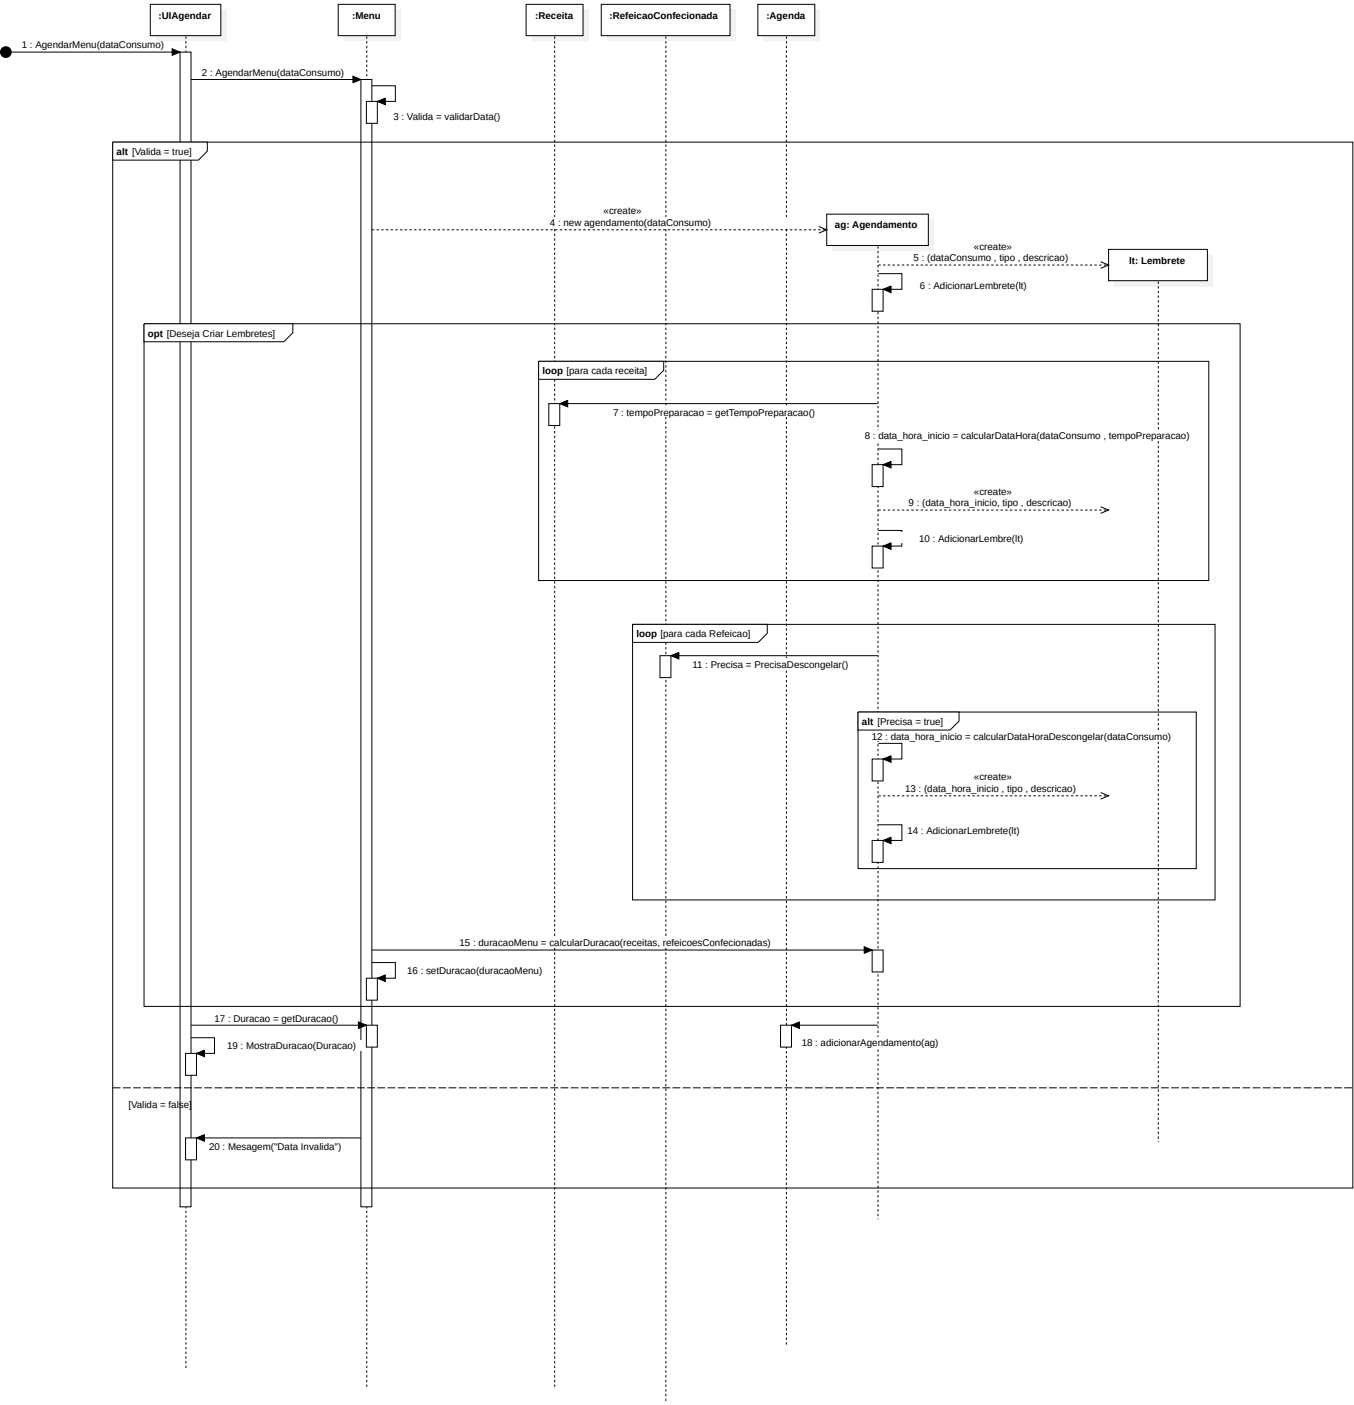 :UIAgendar
:Menu
:Receita
:RefeicaoConfecionada
:Agenda
1 : AgendarMenu(dataConsumo)
2 : AgendarMenu(dataConsumo)
3 : Valida = validarData()
alt [Valida = true]
«create»
4 : new agendamento(dataConsumo)
ag: Agendamento
«create»
5 : (dataConsumo , tipo , descricao)
lt: Lembrete
6 : AdicionarLembrete(lt)
opt [Deseja Criar Lembretes]
loop [para cada receita]
7 : tempoPreparacao = getTempoPreparacao()
8 : data_hora_inicio = calcularDataHora(dataConsumo , tempoPreparacao)
«create»
9 : (data_hora_inicio, tipo , descricao)
10 : AdicionarLembre(lt)
loop [para cada Refeicao]
11 : Precisa = PrecisaDescongelar()
alt [Precisa = true]
12 : data_hora_inicio = calcularDataHoraDescongelar(dataConsumo)
«create»
13 : (data_hora_inicio , tipo , descricao)
14 : AdicionarLembrete(lt)
15 : duracaoMenu = calcularDuracao(receitas, refeicoesConfecionadas)
16 : setDuracao(duracaoMenu)
17 : Duracao = getDuracao()
18 : adicionarAgendamento(ag)
19 : MostraDuracao(Duracao)
[Valida = false]
20 : Mesagem("Data Invalida")